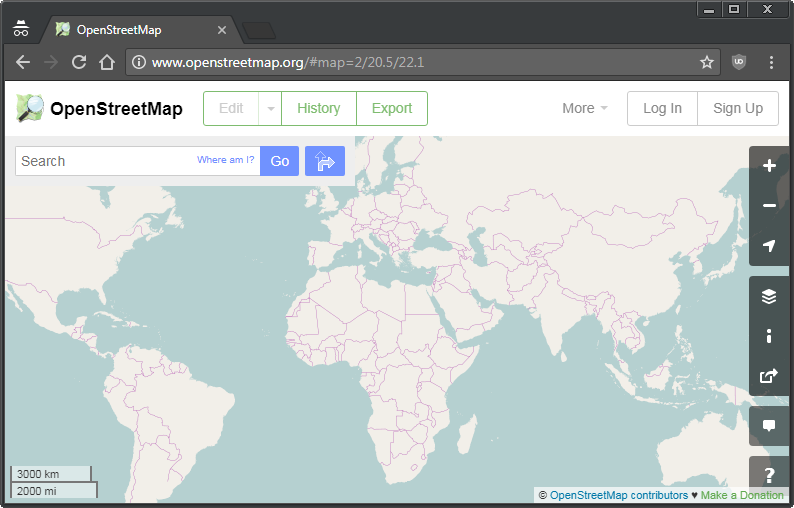 OpenStreetMap
www.openstreetmap.org/#map=2/20.5/22.1
OpenStreetMap Edit History Export More Log In Sign Up
Search Where am I? Go
3000 km
2000 mi
?
© OpenStreetMap contributors ♥ Make a Donation